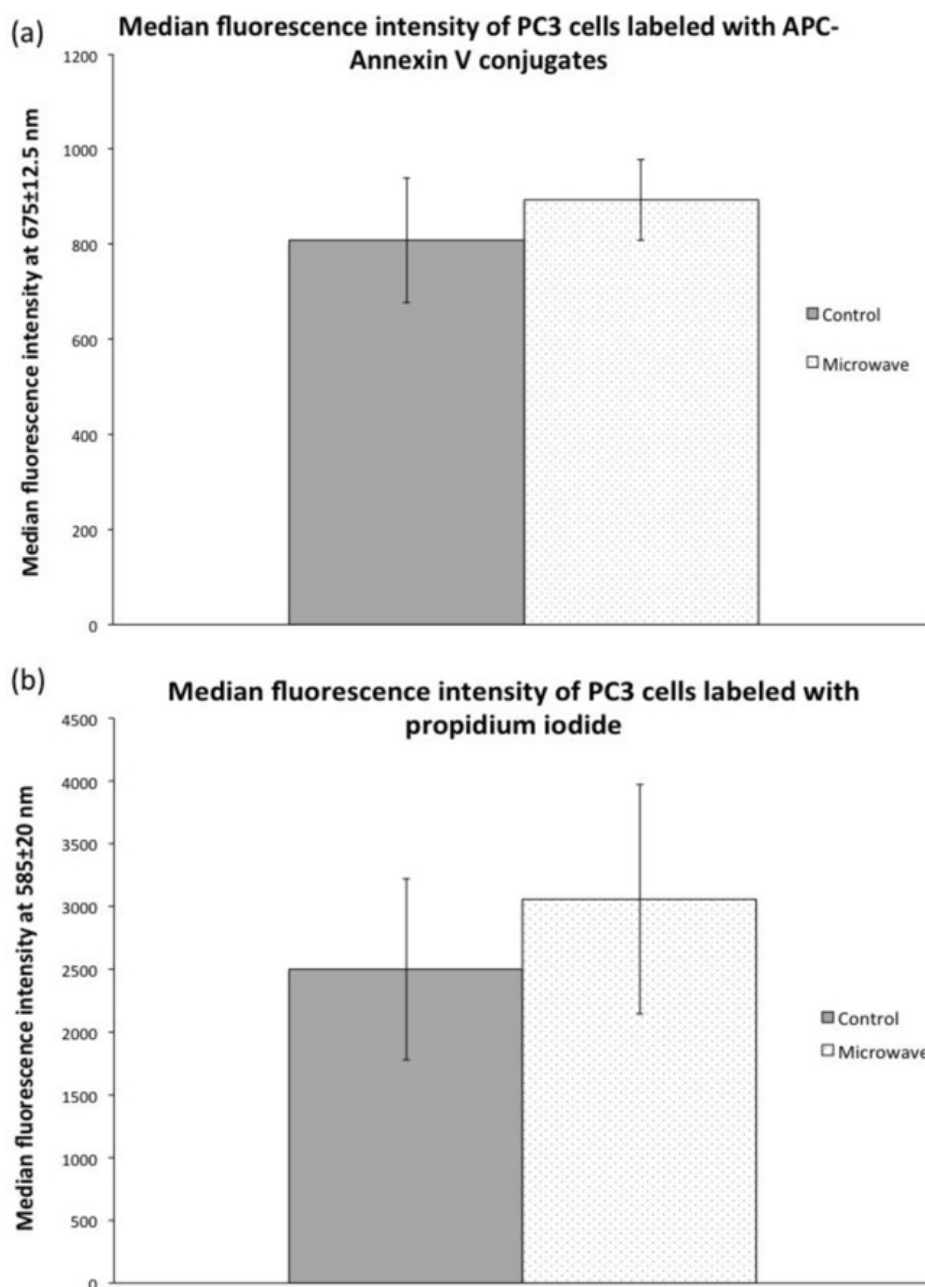 (a)
Median fluorescence intensity of PC3 cells labeled with APC-
Annexin V conjugates
Median fluorescence intensity at 675±12.5 nm
1200
1000
800
600
400
200
0
Control
Microwave
(b)
Median fluorescence intensity of PC3 cells labeled with
propidium iodide
Median fluorescence intensity at 585±20 nm
4500
4000
3500
3000
2500
2000
1500
1000
500
0
Control
Microwave